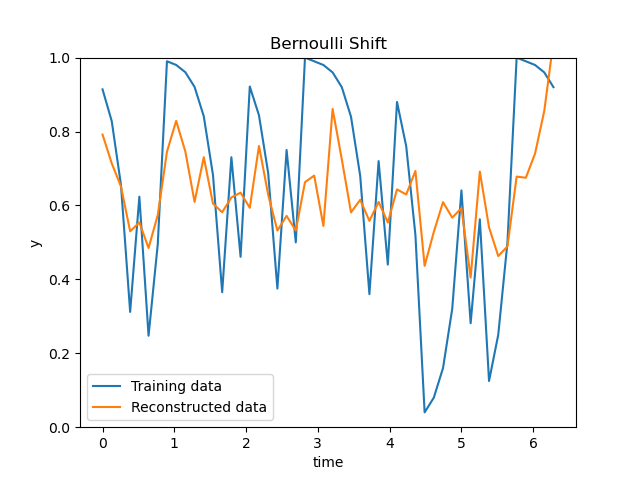 Bernoulli Shift
y
1.0
0.8
0.6
0.4
0.2
0.0
Training data
Reconstructed data
0 1 2 3 4 5 6
time